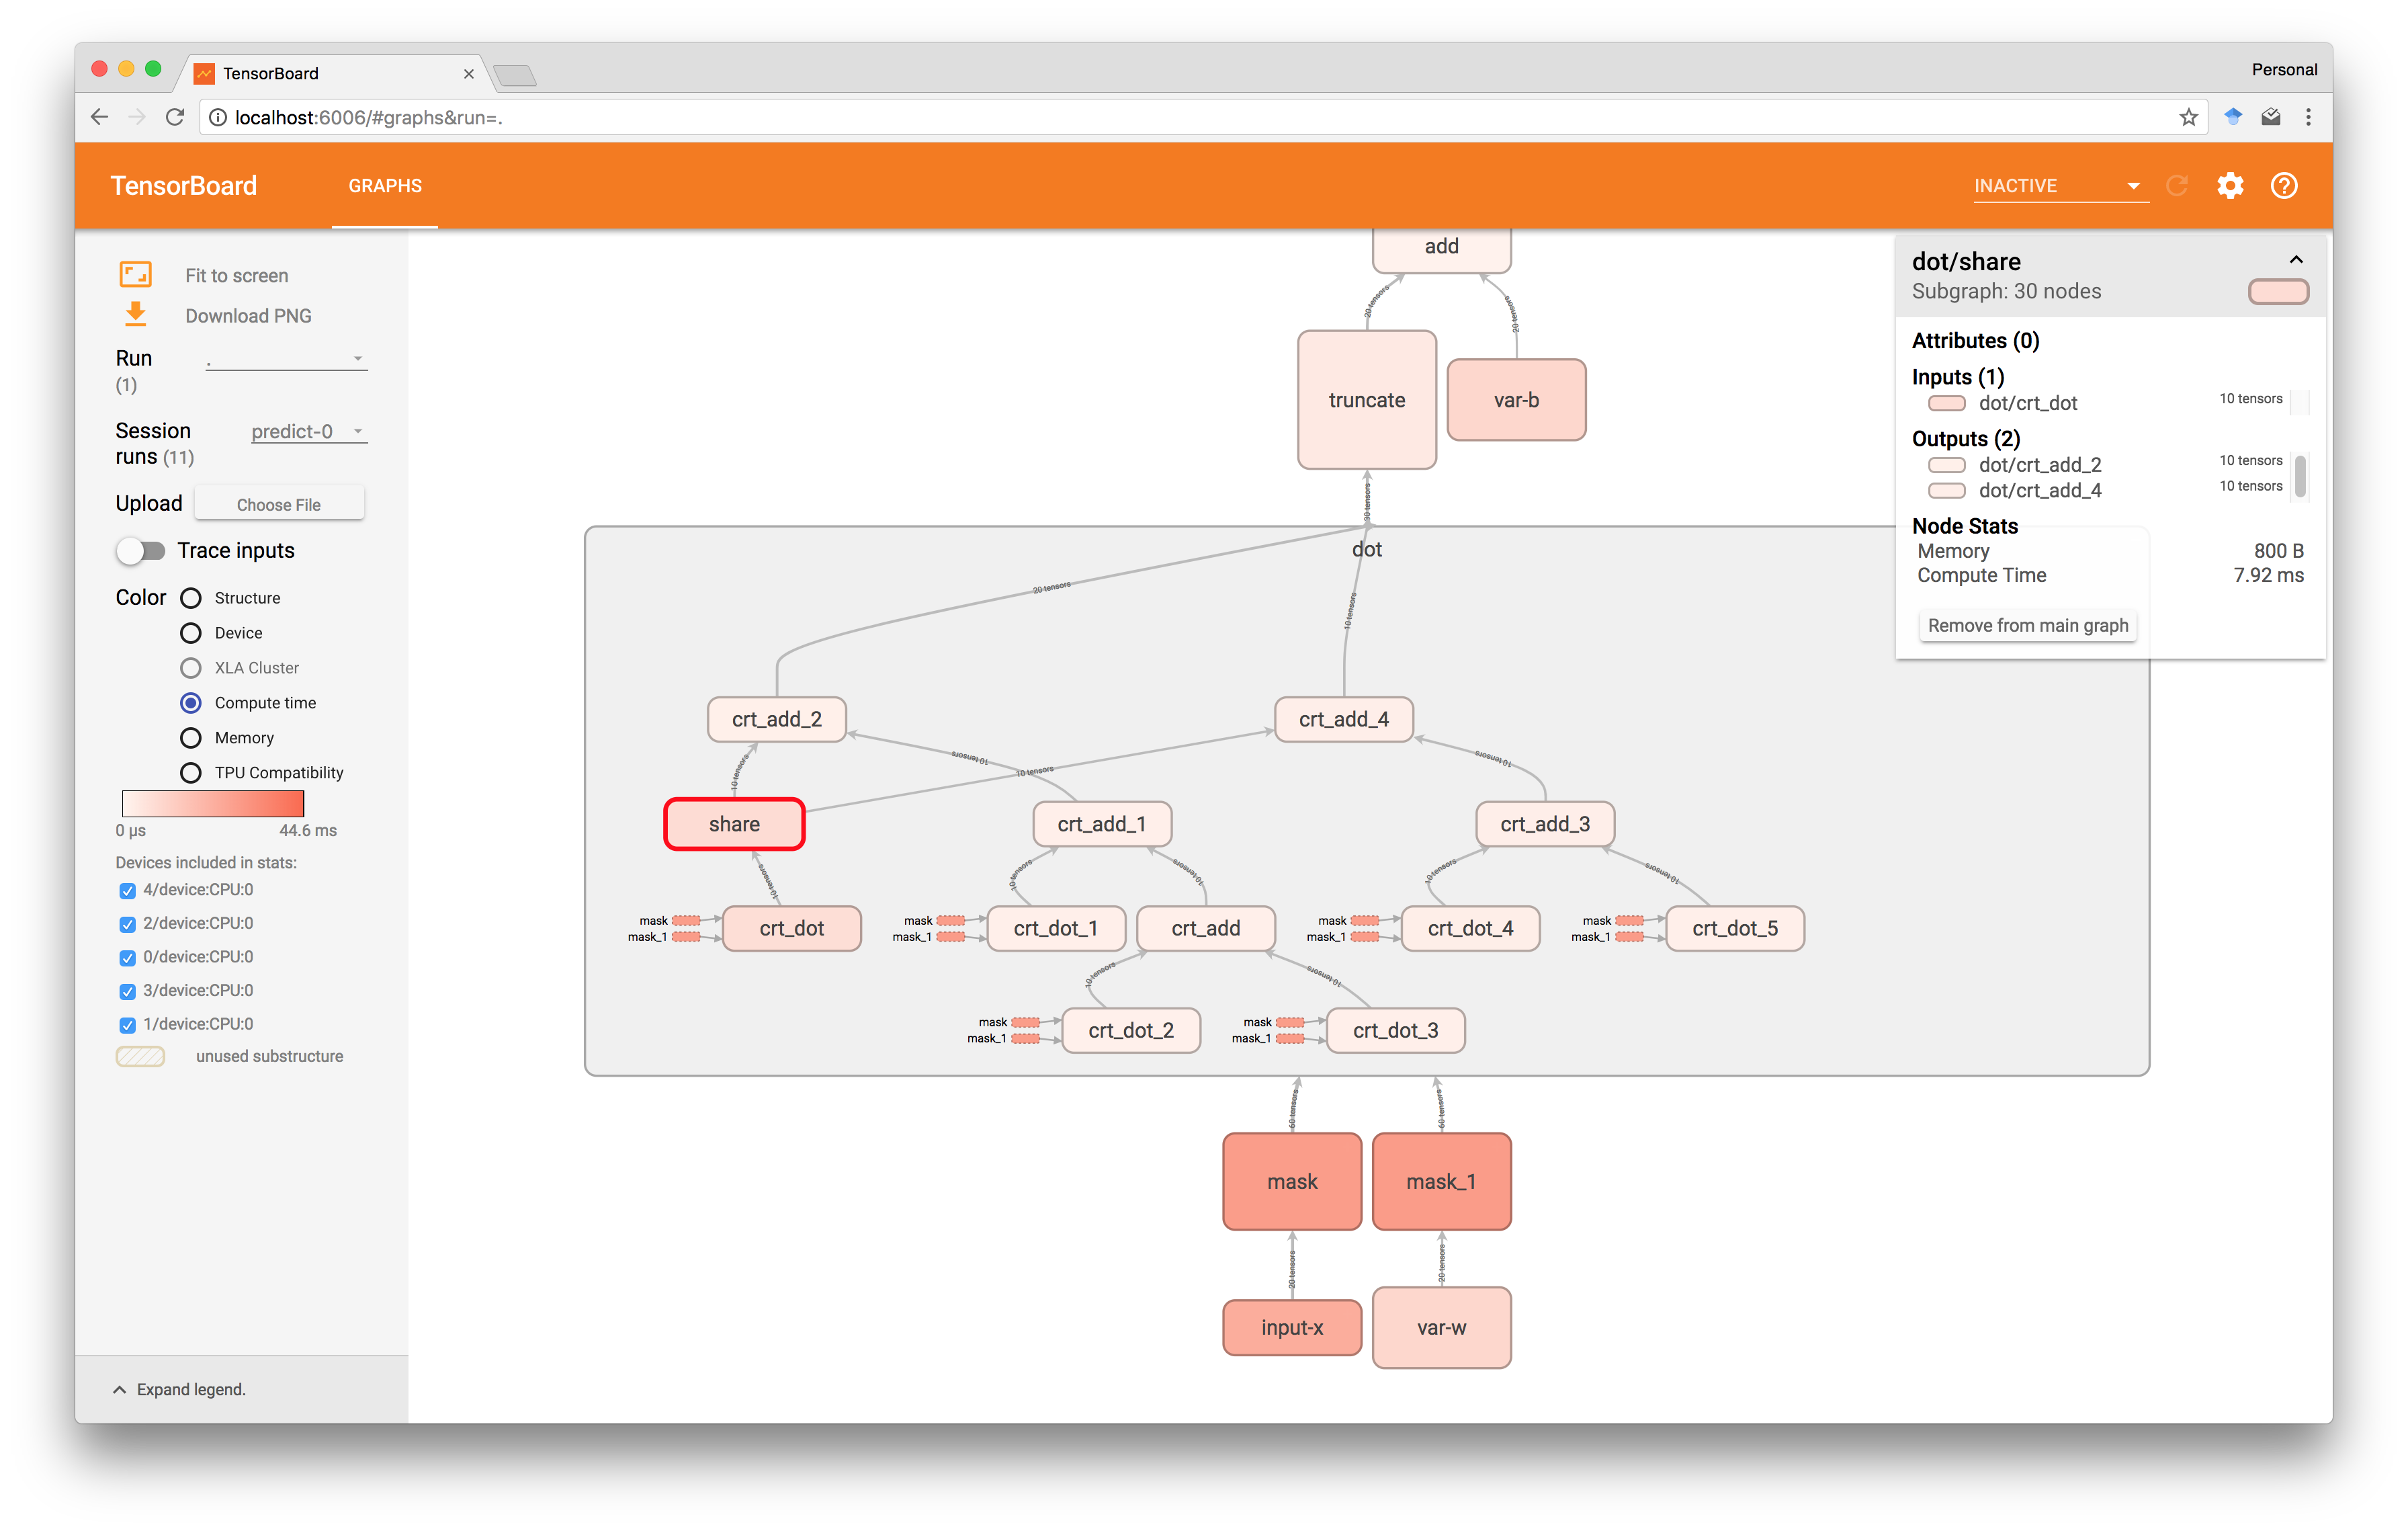 TensorBoard
Personal
localhost:6006/#graphs&run=.
TensorBoard
GRAPHS
INACTIVE
Fit to screen
Download PNG
Run
(1)
.
Session
runs (11)
predict-0
Upload
Choose File
Trace inputs
Color
Structure
Device
XLA Cluster
Compute time
Memory
TPU Compatibility
0 µs
44.6 ms
Devices included in stats:
4/device:CPU:0
2/device:CPU:0
0/device:CPU:0
3/device:CPU:0
1/device:CPU:0
unused substructure
Expand legend.
add
20 tensors
20 tensors
truncate
var-b
30 tensors
dot
20 tensors
10 tensors
crt_add_2
crt_add_4
10 tensors
10 tensors
10 tensors
10 tensors
share
crt_add_1
crt_add_3
10 tensors
10 tensors
10 tensors
10 tensors
10 tensors
mask
mask_1
crt_dot
mask
mask_1
crt_dot_1
crt_add
mask
mask_1
crt_dot_4
mask
mask_1
crt_dot_5
10 tensors
10 tensors
mask
mask_1
crt_dot_2
mask
mask_1
crt_dot_3
60 tensors
60 tensors
mask
mask_1
20 tensors
20 tensors
input-x
var-w
dot/share
Subgraph: 30 nodes
Attributes (0)
Inputs (1)
dot/crt_dot
10 tensors
Outputs (2)
dot/crt_add_2
10 tensors
dot/crt_add_4
10 tensors
Node Stats
Memory
800 B
Compute Time
7.92 ms
Remove from main graph